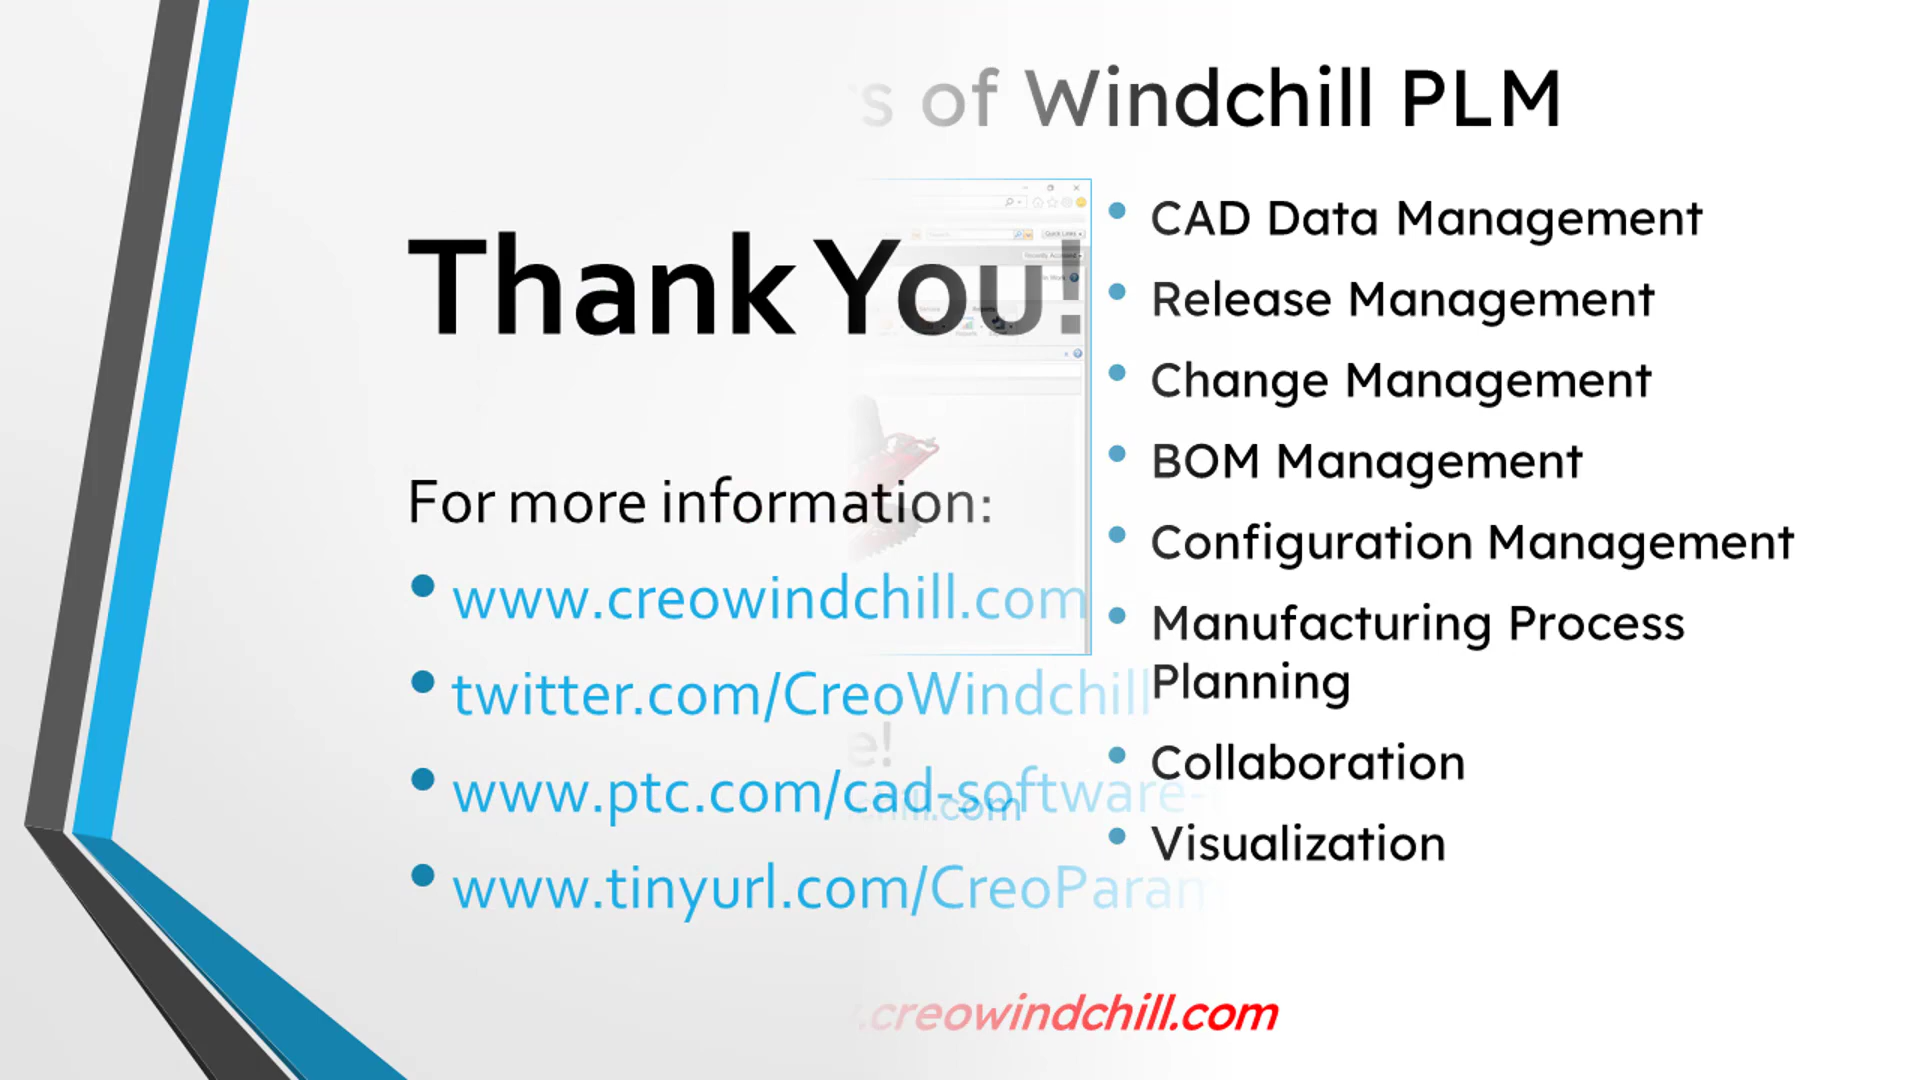 of Windchill PLM
Thank You!
For more information:
• www.creowindchill.com
• twitter.com/CreoWindchill
• www.ptc.com/cad-software-
• www.tinyurl.com/CreoParam
• CAD Data Management
• Release Management
• Change Management
• BOM Management
• Configuration Management
• Manufacturing Process
Planning
• Collaboration
• Visualization
.creowindchill.com